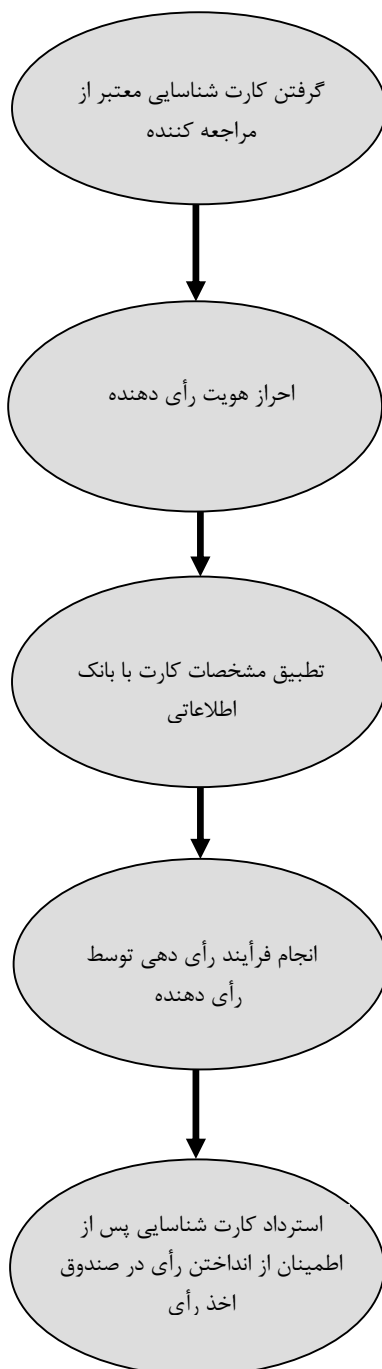 گرفتن کارت شناسایی معتبر از
مراجعه کننده
احراز هویت رأی دهنده
تطبیق مشخصات کارت با بانک
اطلاعاتی
انجام فرآیند رأی دهی توسط
رأی دهنده
استرداد کارت شناسایی پس از
اطمینان از انداختن رأی در صندوق
اخذ رأی